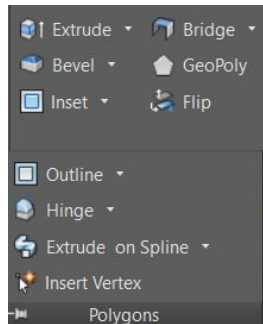 Extrude Bridge
Bevel GeoPoly
Inset Flip
Outline
Hinge
Extrude on Spline
Insert Vertex
Polygons